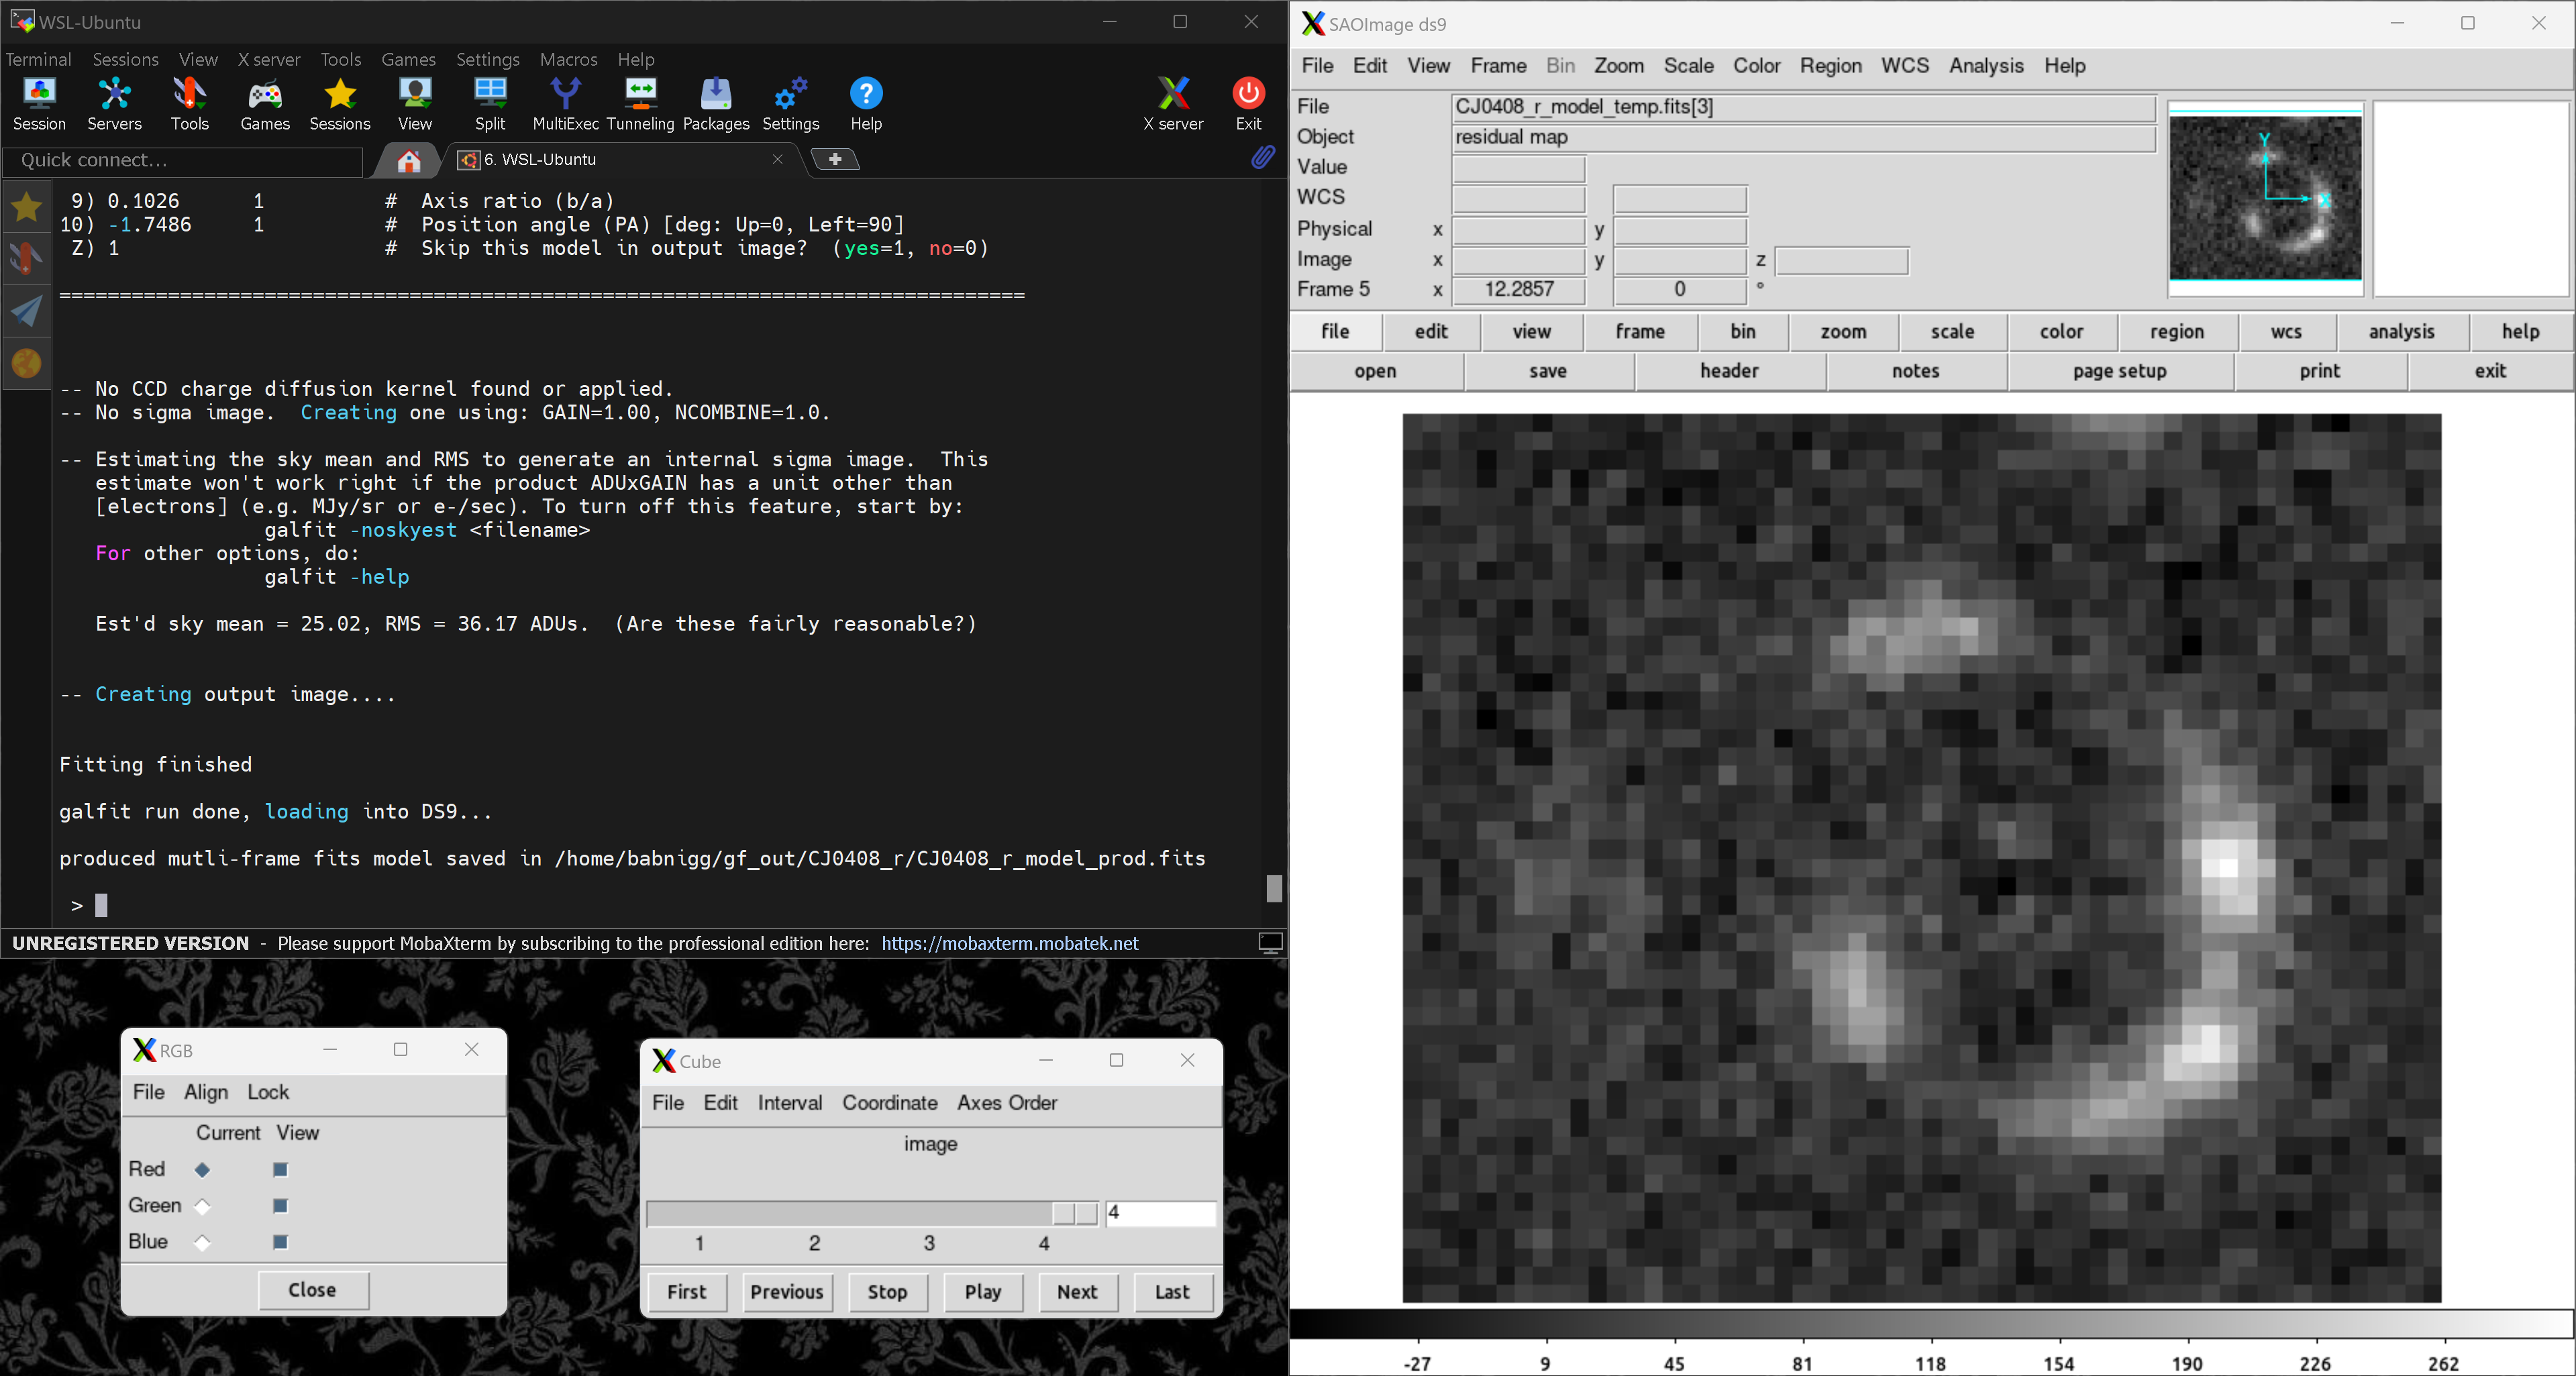 WSL-Ubuntu
Terminal Sessions View X server Tools Games Settings Macros Help
Session Servers Tools Games Sessions View Split MultiExec Tunneling Packages Settings Help X server Exit
Quick connect...
6. WSL-Ubuntu
9) 0.1026 1 # Axis ratio (b/a)
10) -1.7486 1 # Position angle (PA) [deg: Up=0, Left=90]
Z) 1 # Skip this model in output image? (yes=1, no=0)
================================================================================
-- No CCD charge diffusion kernel found or applied.
-- No sigma image. Creating one using: GAIN=1.00, NCOMBINE=1.0.
-- Estimating the sky mean and RMS to generate an internal sigma image. This
estimate won't work right if the product ADUxGAIN has a unit other than
[electrons] (e.g. MJy/sr or e-/sec). To turn off this feature, start by:
galfit -noskyest <filename>
For other options, do:
galfit -help
Est'd sky mean = 25.02, RMS = 36.17 ADUs. (Are these fairly reasonable?)
-- Creating output image....
Fitting finished
galfit run done, loading into DS9...
produced mutli-frame fits model saved in /home/babnigg/gf_out/CJ0408_r/CJ0408_r_model_prod.fits
>
UNREGISTERED VERSION - Please support MobaXterm by subscribing to the professional edition here: https://mobaxterm.mobatek.net
RGB
File Align Lock
Current View
Red
Green
Blue
Close
Cube
File Edit Interval Coordinate Axes Order
image
4
1 2 3 4
First Previous Stop Play Next Last
SAOImage ds9
File Edit View Frame Bin Zoom Scale Color Region WCS Analysis Help
File CJ0408_r_model_temp.fits[3]
Object residual map
Value
WCS
Physical x y
Image x y z
Frame 5 x 12.2857 0 °
Y
X
file edit view frame bin zoom scale color region wcs analysis help
open save header notes page setup print exit
-27 9 45 81 118 154 190 226 262